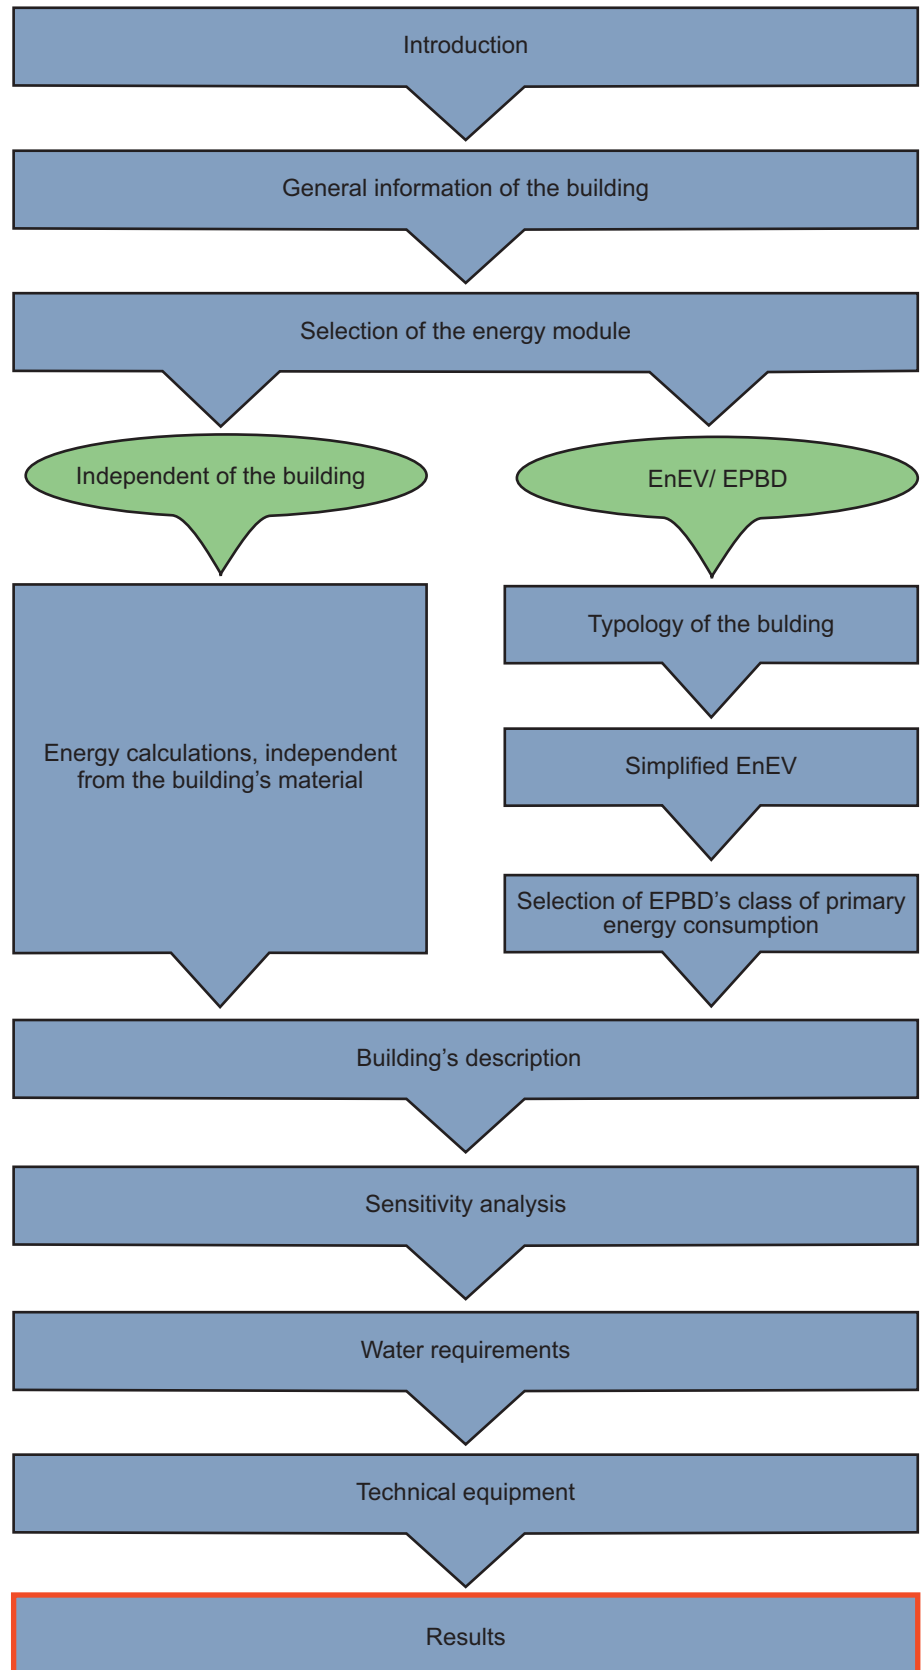 Introduction
General information of the building
Selection of the energy module
Independent of the building
EnEV/ EPBD
Energy calculations, independent
from the building’s material
Typology of the bulding
Simplified EnEV
Selection of EPBD’s class of primary
energy consumption
Building’s description
Sensitivity analysis
Water requirements
Technical equipment
Results